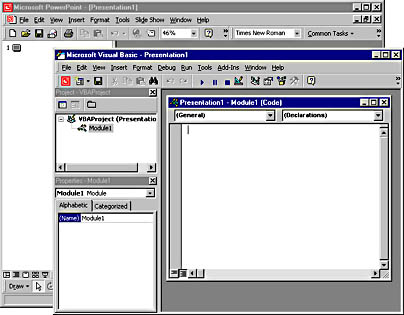 Microsoft PowerPoint - [Presentation1]
File Edit View Insert Format Tools Slide Show Window Help
46% Times New Roman Common Tasks
1
Microsoft Visual Basic - Presentation1
File Edit View Insert Format Debug Run Tools Add-Ins Window Help
Project - VBAProject
VBAProject (Presentatio
Module1
Properties - Module1
Module1 Module
Alphabetic Categorized
(Name) Module1
Presentation1 - Module1 (Code)
(General) (Declarations)
Draw